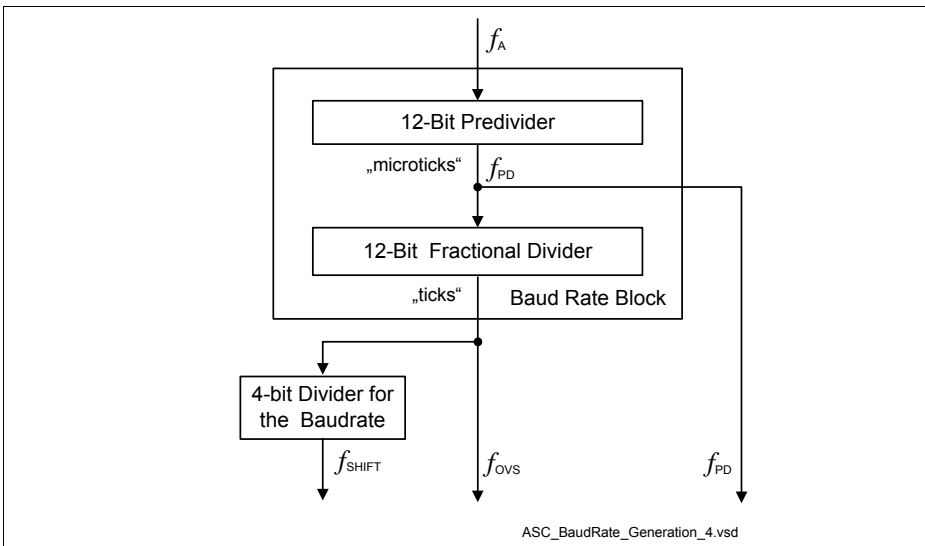 fA
12-Bit Predivider
„microticks“ fPD
12-Bit Fractional Divider
„ticks“
Baud Rate Block
4-bit Divider for
the Baudrate
fSHIFT
fOVS
fPD
ASC_BaudRate_Generation_4.vsd